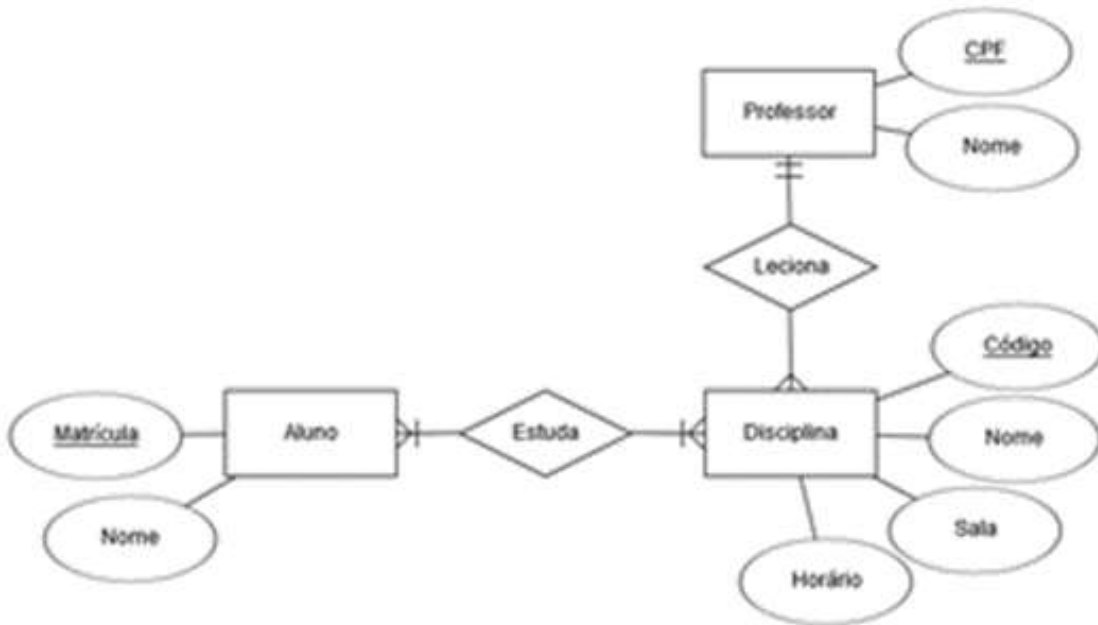 CPF
Professor
Nome
Leciona
Código
Matrícula
Aluno
Estuda
Disciplina
Nome
Nome
Sala
Horário